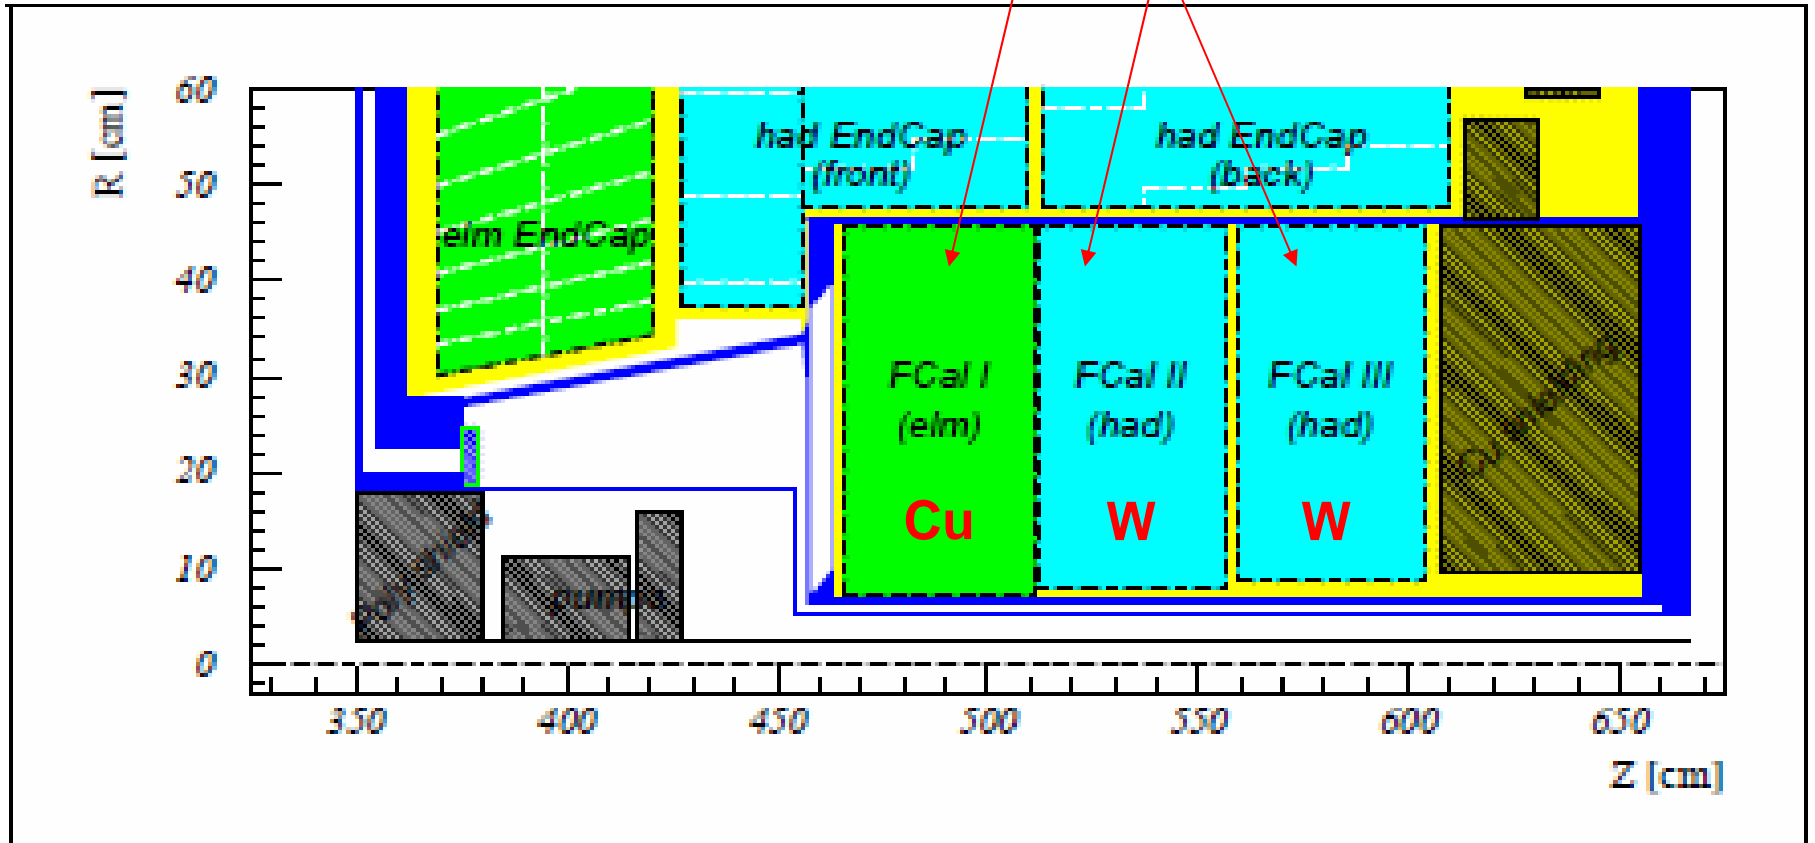 R [cm]
60
50
40
30
20
10
0
had EndCap
(front)
had EndCap
(back)
elm EndCap
FCal I
(elm)
FCal II
(had)
FCal III
(had)
Cu
W
W
pumps
350
400
450
500
550
600
650
Z [cm]